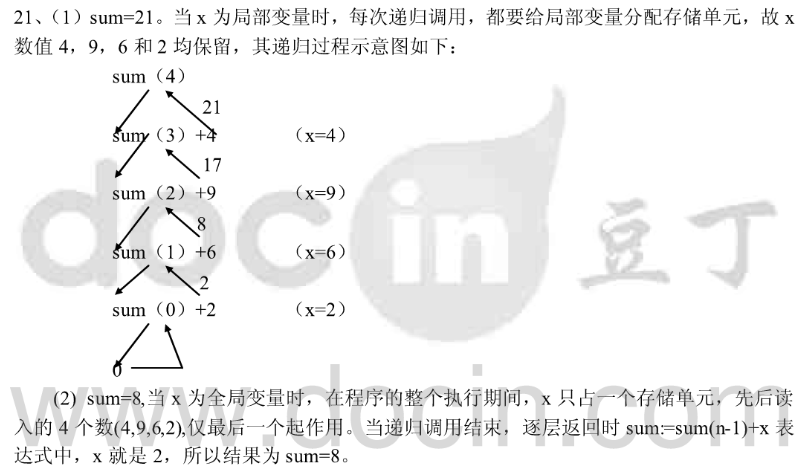 21、（1）sum=21。当 x 为局部变量时，每次递归调用，都要给局部变量分配存储单元，故 x
数值 4，9，6 和 2 均保留，其递归过程示意图如下：
sum（4）
21
sum（3）+4 （x=4）
17
sum（2）+9 （x=9）
8
sum（1）+6 （x=6）
2
sum（0）+2 （x=2）
0
(2) sum=8,当 x 为全局变量时，在程序的整个执行期间，x 只占一个存储单元，先后读
入的 4 个数(4,9,6,2),仅最后一个起作用。当递归调用结束，逐层返回时 sum:=sum(n-1)+x 表
达式中，x 就是 2，所以结果为 sum=8。
docin 豆丁
www.docin.com